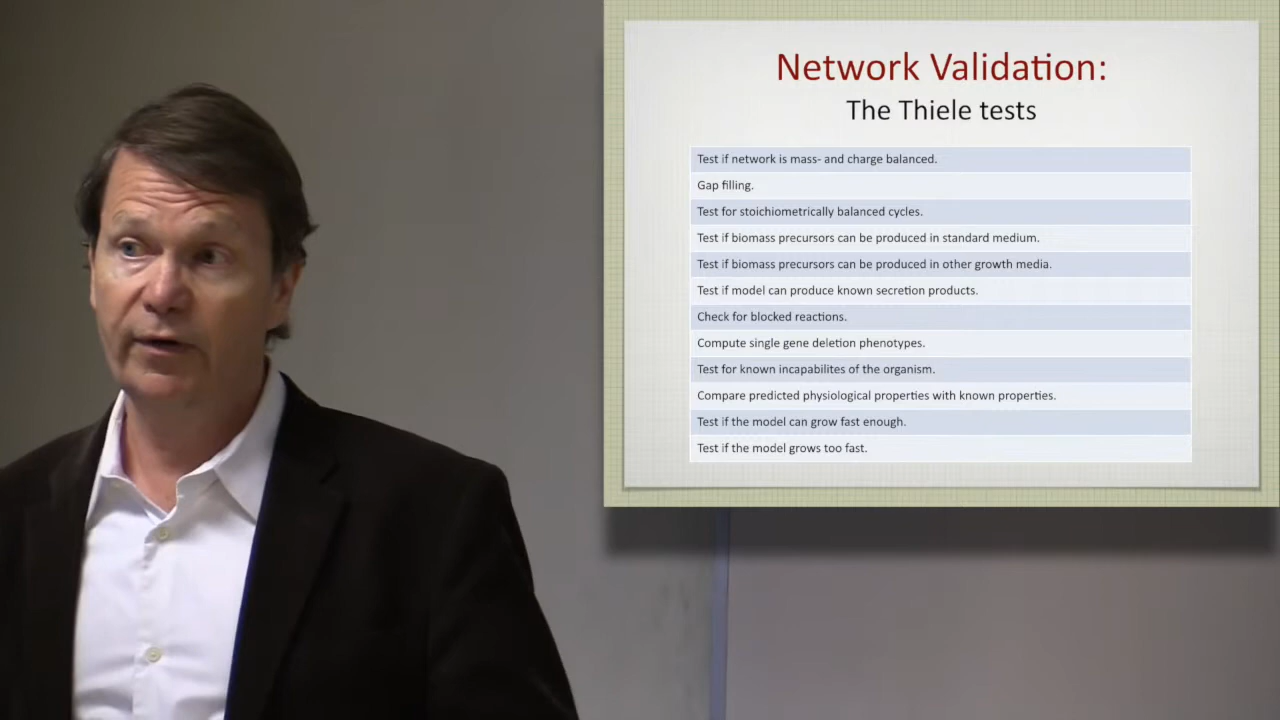 Network Validation:
The Thiele tests
Test if network is mass- and charge balanced.
Gap filling.
Test for stoichiometrically balanced cycles.
Test if biomass precursors can be produced in standard medium.
Test if biomass precursors can be produced in other growth media.
Test if model can produce known secretion products.
Check for blocked reactions.
Compute single gene deletion phenotypes.
Test for known incapabilites of the organism.
Compare predicted physiological properties with known properties.
Test if the model can grow fast enough.
Test if the model grows too fast.